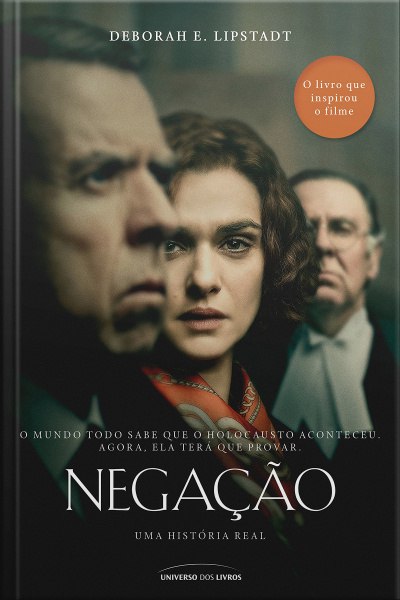 DEBORAH E. LIPSTADT
O livro que
inspirou
o filme
O MUNDO TODO SABE QUE O HOLOCAUSTO ACONTECEU.
AGORA, ELA TERÁ QUE PROVAR.
NEGAÇÃO
UMA HISTÓRIA REAL
UNIVERSO DOS LIVROS